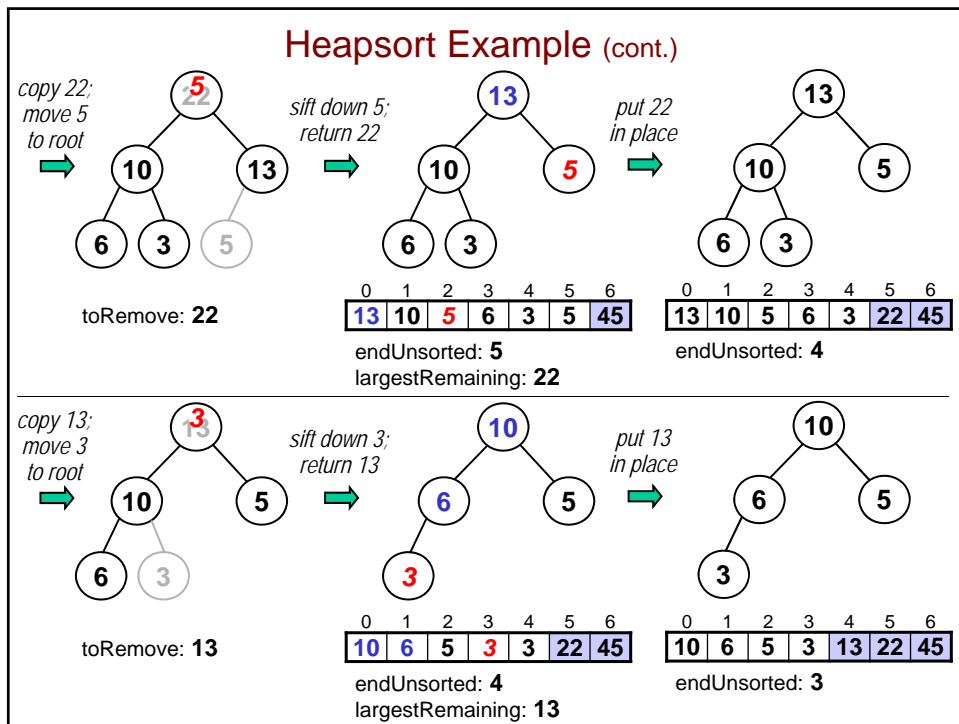 Heapsort Example (cont.)
copy 22;
move 5
to root
22
5
10
13
6
3
5
toRemove: 22
sift down 5;
return 22
13
10
5
6
3
0 1 2 3 4 5 6
13 10 5 6 3 5 45
endUnsorted: 5
largestRemaining: 22
put 22
in place
13
10
5
6
3
0 1 2 3 4 5 6
13 10 5 6 3 22 45
endUnsorted: 4
copy 13;
move 3
to root
13
3
10
5
6
3
toRemove: 13
sift down 3;
return 13
10
6
5
3
0 1 2 3 4 5 6
10 6 5 3 3 22 45
endUnsorted: 4
largestRemaining: 13
put 13
in place
10
6
5
3
0 1 2 3 4 5 6
10 6 5 3 13 22 45
endUnsorted: 3